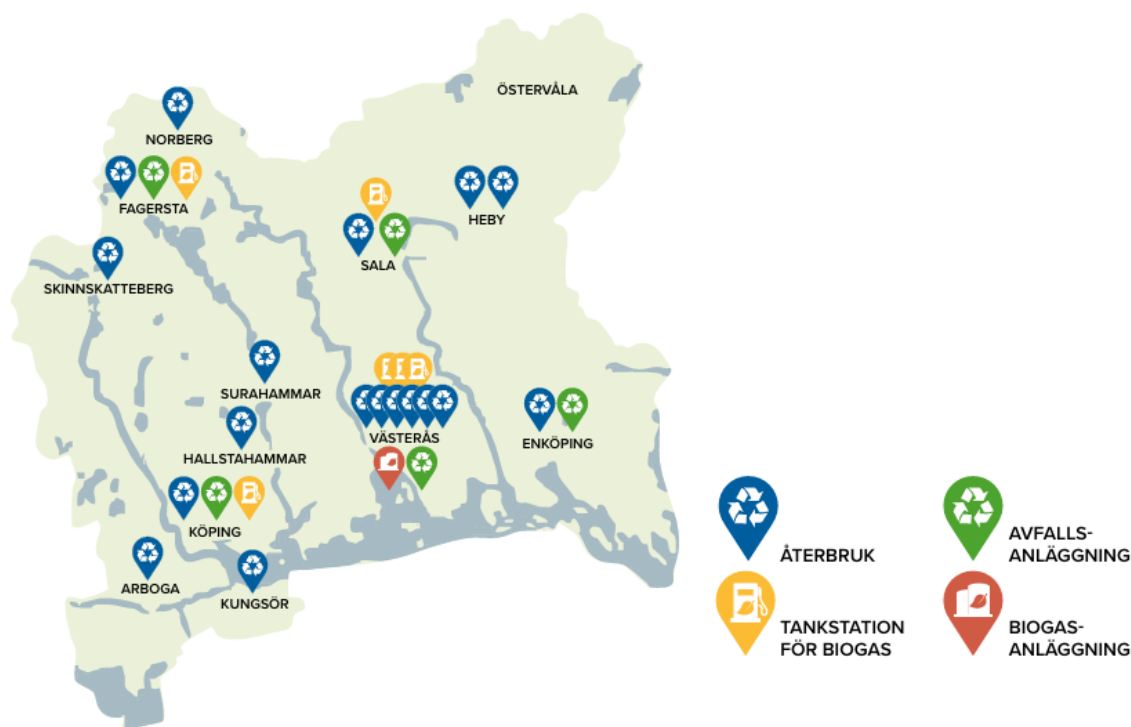 ÖSTERVÅLA
NORBERG
FAGERSTA
HEBY
SALA
SKINNSKATTEBERG
SURAHAMMAR
VÄSTERÅS
ENKÖPING
HALLSTAHAMMAR
KÖPING
ARBOGA
KUNGSÖR
ÅTERBRUK
AVFALLS-
ANLÄGGNING
TANKSTATION
FÖR BIOGAS
BIOGAS-
ANLÄGGNING